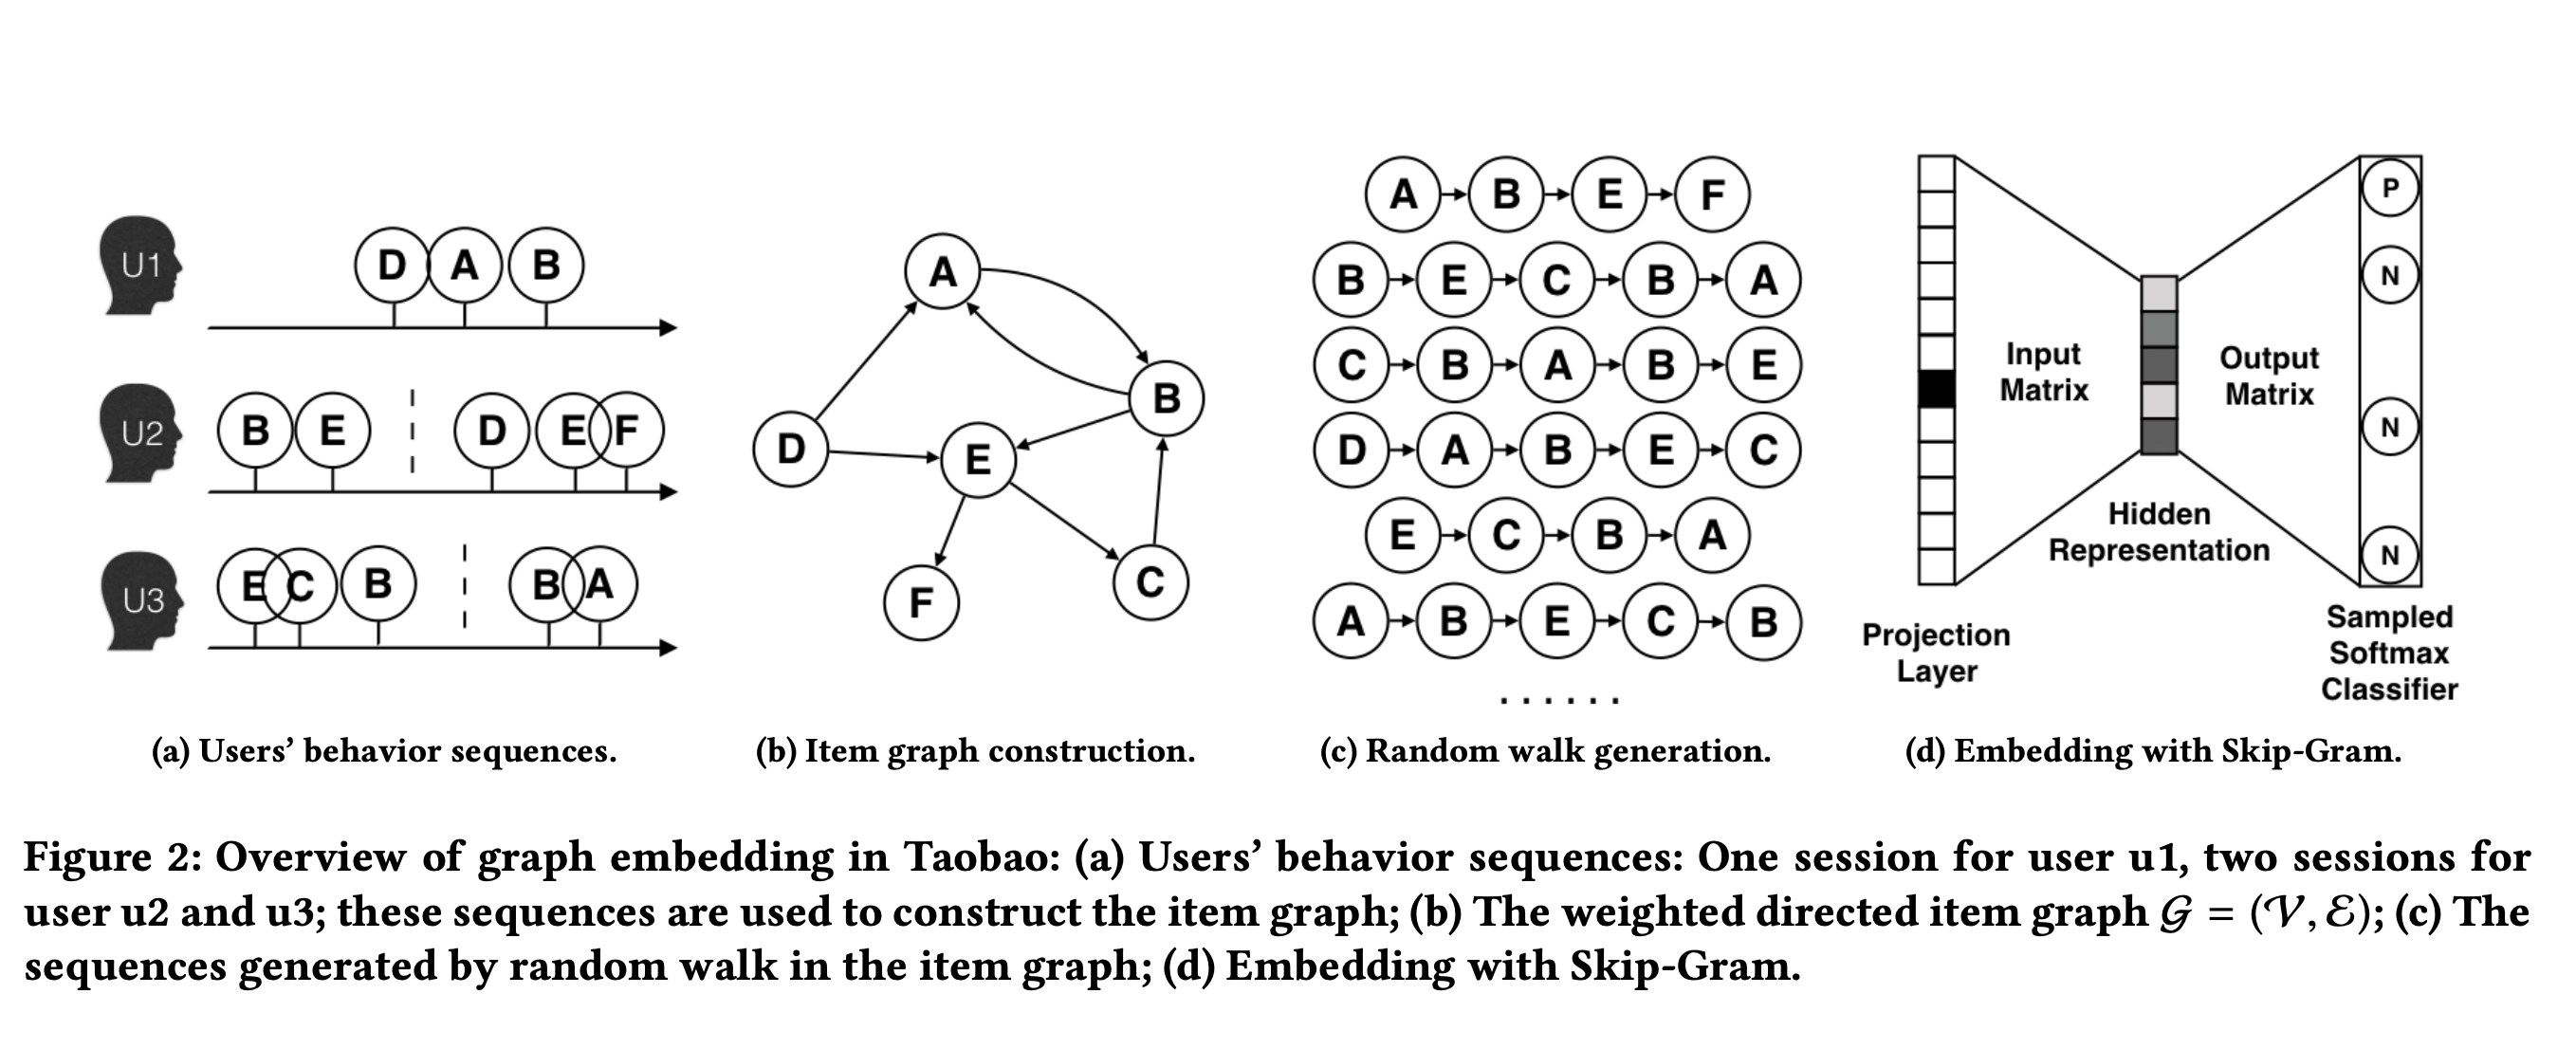 U1
D A B
U2
B E D E F
U3
E C B B A
(a) Users’ behavior sequences.
A
B
D
E
F
C
(b) Item graph construction.
A B E F
B E C B A
C B A B E
D A B E C
E C B A
A B E C B
......
(c) Random walk generation.
P
N
N
N
Input
Matrix
Output
Matrix
Hidden
Representation
Projection
Layer
Sampled
Softmax
Classifier
(d) Embedding with Skip-Gram.
Figure 2: Overview of graph embedding in Taobao: (a) Users’ behavior sequences: One session for user u1, two sessions for
user u2 and u3; these sequences are used to construct the item graph; (b) The weighted directed item graph 𝒢 = (𝒱, ℰ); (c) The
sequences generated by random walk in the item graph; (d) Embedding with Skip-Gram.